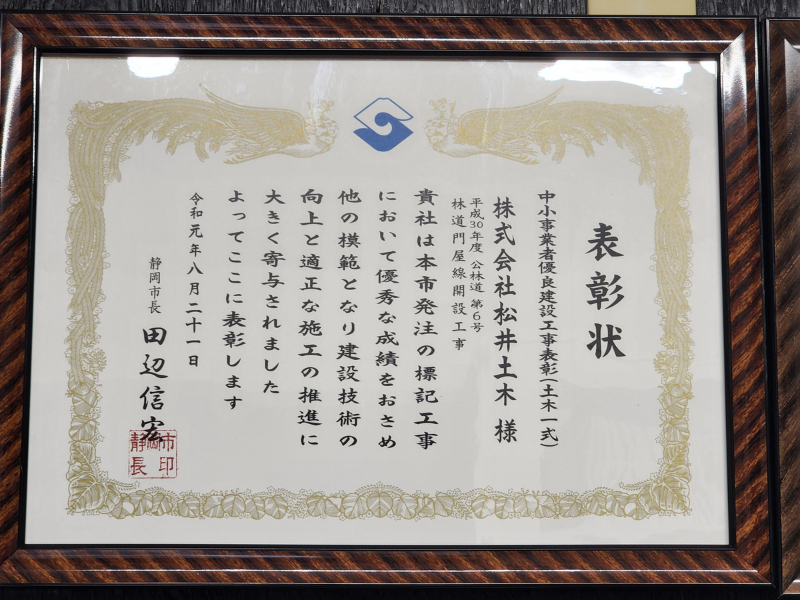 表彰状
中小事業者優良建設工事表彰(土木一式)
株式会社松井土木 様
平成30年度 公林道 第6号
林道門屋線開設工事
貴社は本市発注の標記工事
において優秀な成績をおさめ
他の模範となり建設技術の
向上と適正な施工の推進に
大きく寄与されました
よってここに表彰します
令和元年八月二十一日
静岡市長 田辺信宏
静岡市長印